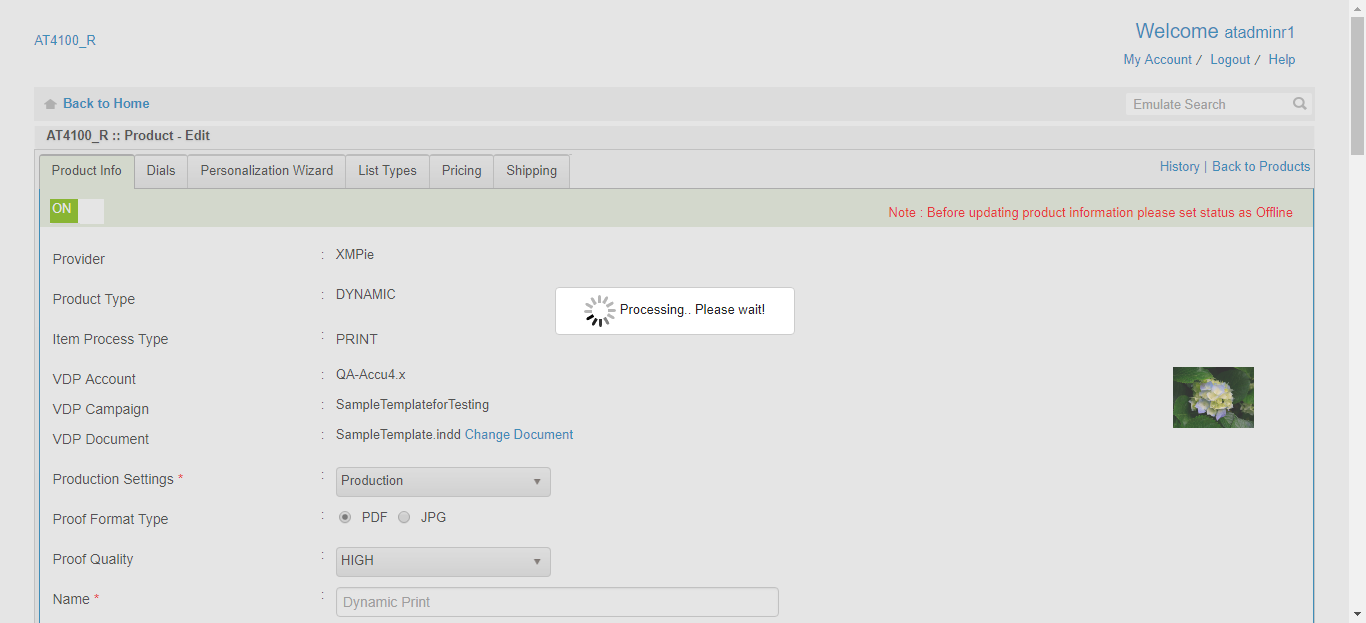 Welcome atadminr1
AT4100_R
My Account / Logout / Help
Back to Home
Emulate Search
AT4100_R :: Product - Edit
Product Info Dials Personalization Wizard List Types Pricing Shipping
History | Back to Products
ON
Note : Before updating product information please set status as Offline
Provider : XMPie
Product Type : DYNAMIC
Processing.. Please wait!
Item Process Type : PRINT
VDP Account : QA-Accu4.x
VDP Campaign : SampleTemplateforTesting
VDP Document : SampleTemplate.indd Change Document
Production Settings * : Production
Proof Format Type : PDF JPG
Proof Quality : HIGH
Name * : Dynamic Print